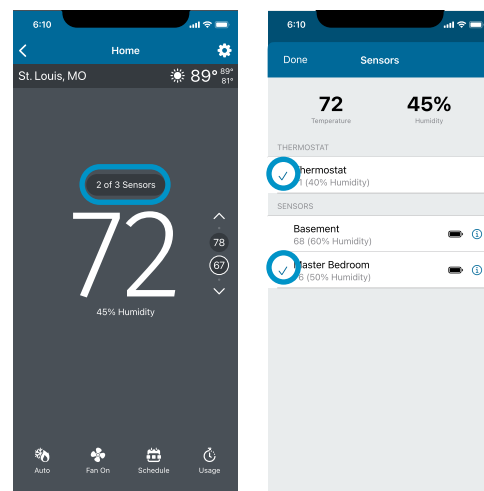 6:10
Home
St. Louis, MO
89°
89°
81°
2 of 3 Sensors
72
78
67
45% Humidity
Auto
Fan On
Schedule
Usage
6:10
Done
Sensors
72
45%
Temperature
Humidity
THERMOSTAT
hermostat
1 (40% Humidity)
SENSORS
Basement
68 (60% Humidity)
Master Bedroom
6 (50% Humidity)